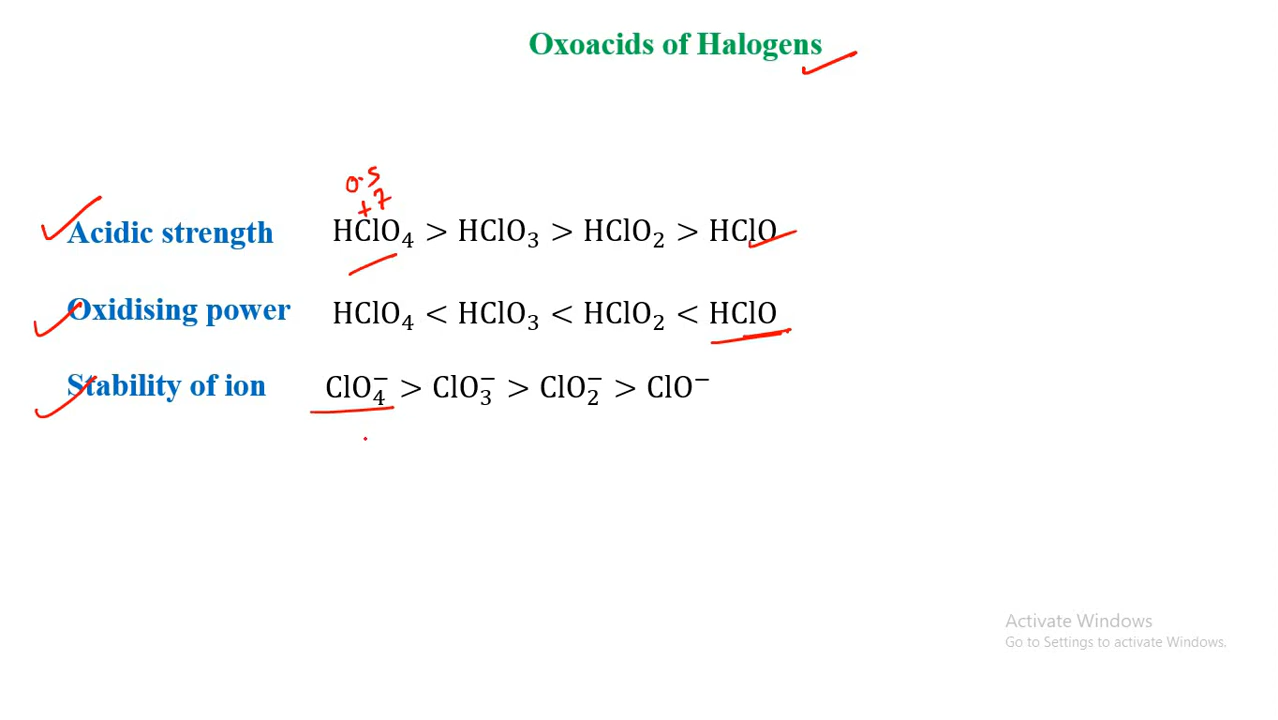 Oxoacids of Halogens
O.S
+7
Acidic strength HClO₄ > HClO₃ > HClO₂ > HClO
Oxidising power HClO₄ < HClO₃ < HClO₂ < HClO
Stability of ion ClO₄⁻ > ClO₃⁻ > ClO₂⁻ > ClO⁻
Activate Windows
Go to Settings to activate Windows.